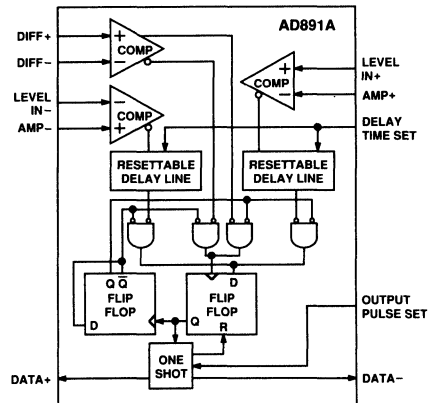 AD891A
DIFF+
+
COMP
DIFF−
−
LEVEL IN−
−
COMP
AMP−
+
+
COMP
−
LEVEL IN+
AMP+
DELAY TIME SET
RESETTABLE DELAY LINE
RESETTABLE DELAY LINE
Q Q̅
FLIP FLOP
D
D
FLIP FLOP
Q
R
OUTPUT PULSE SET
ONE SHOT
DATA+
DATA−